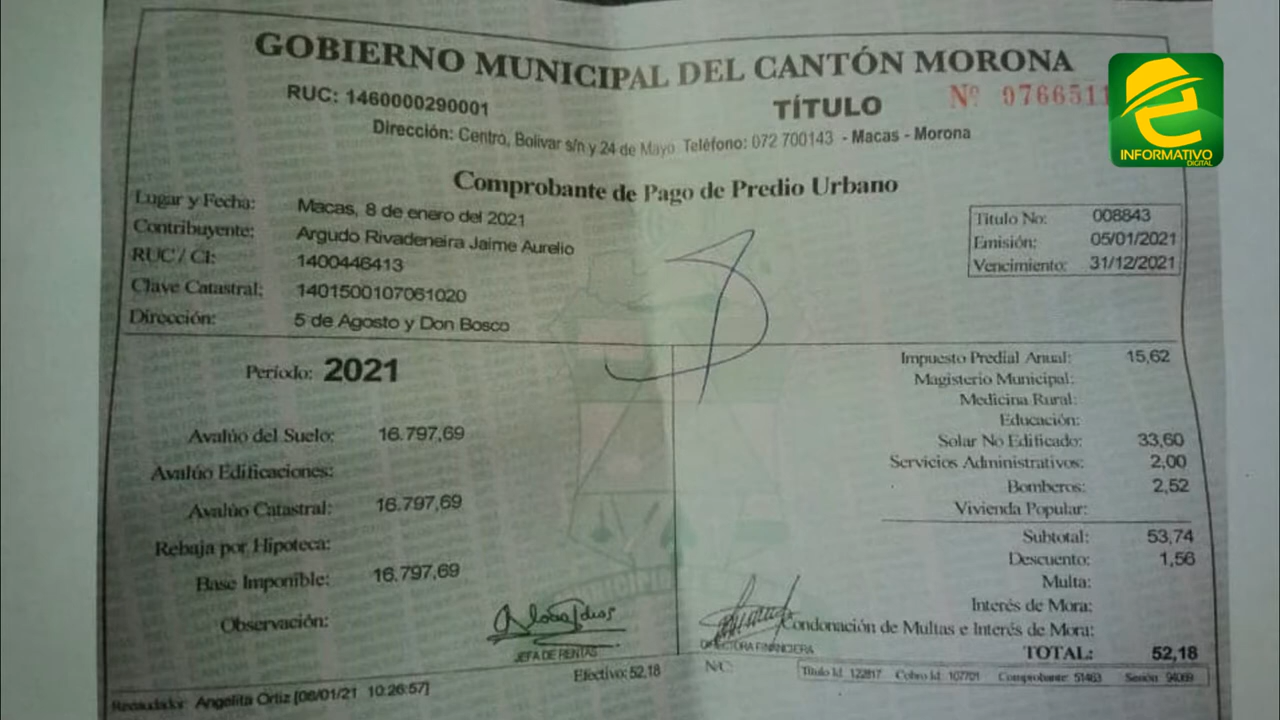 GOBIERNO MUNICIPAL DEL CANTÓN MORONA
RUC: 1460000290001
TÍTULO
Nº 0766511
Dirección: Centro, Bolivar s/n y 24 de Mayo Teléfono: 072 700143 - Macas - Morona
INFORMATIVO
DIGITAL
Comprobante de Pago de Predio Urbano
Lugar y Fecha: Macas, 8 de enero del 2021
Contribuyente: Argudo Rivadeneira Jaime Aurelio
RUC / CI: 1400446413
Clave Catastral: 1401500107061020
Dirección: 5 de Agosto y Don Bosco
Titulo No: 008843
Emisión: 05/01/2021
Vencimiento: 31/12/2021
Período: 2021
Avalúo del Suelo: 16.797,69
Avalúo Edificaciones:
Avalúo Catastral: 16.797,69
Rebaja por Hipoteca:
Base Imponible: 16.797,69
Observación:
Impuesto Predial Anual: 15,62
Magisterio Municipal:
Medicina Rural:
Educación:
Solar No Edificado: 33,60
Servicios Administrativos: 2,00
Bomberos: 2,52
Vivienda Popular:
Subtotal: 53,74
Descuento: 1,56
Multa:
Interés de Mora:
Condonación de Multas e Interés de Mora:
TOTAL: 52,18
JEFA DE RENTAS
DIRECTORA FINANCIERA
Efectivo: 52,18
N/C:
Título Id: 122817 Cobro Id: 107701 Comprobante: 51463 Sesión: 94069
Recaudador: Angelita Ortiz [08/01/21 10:26:57]